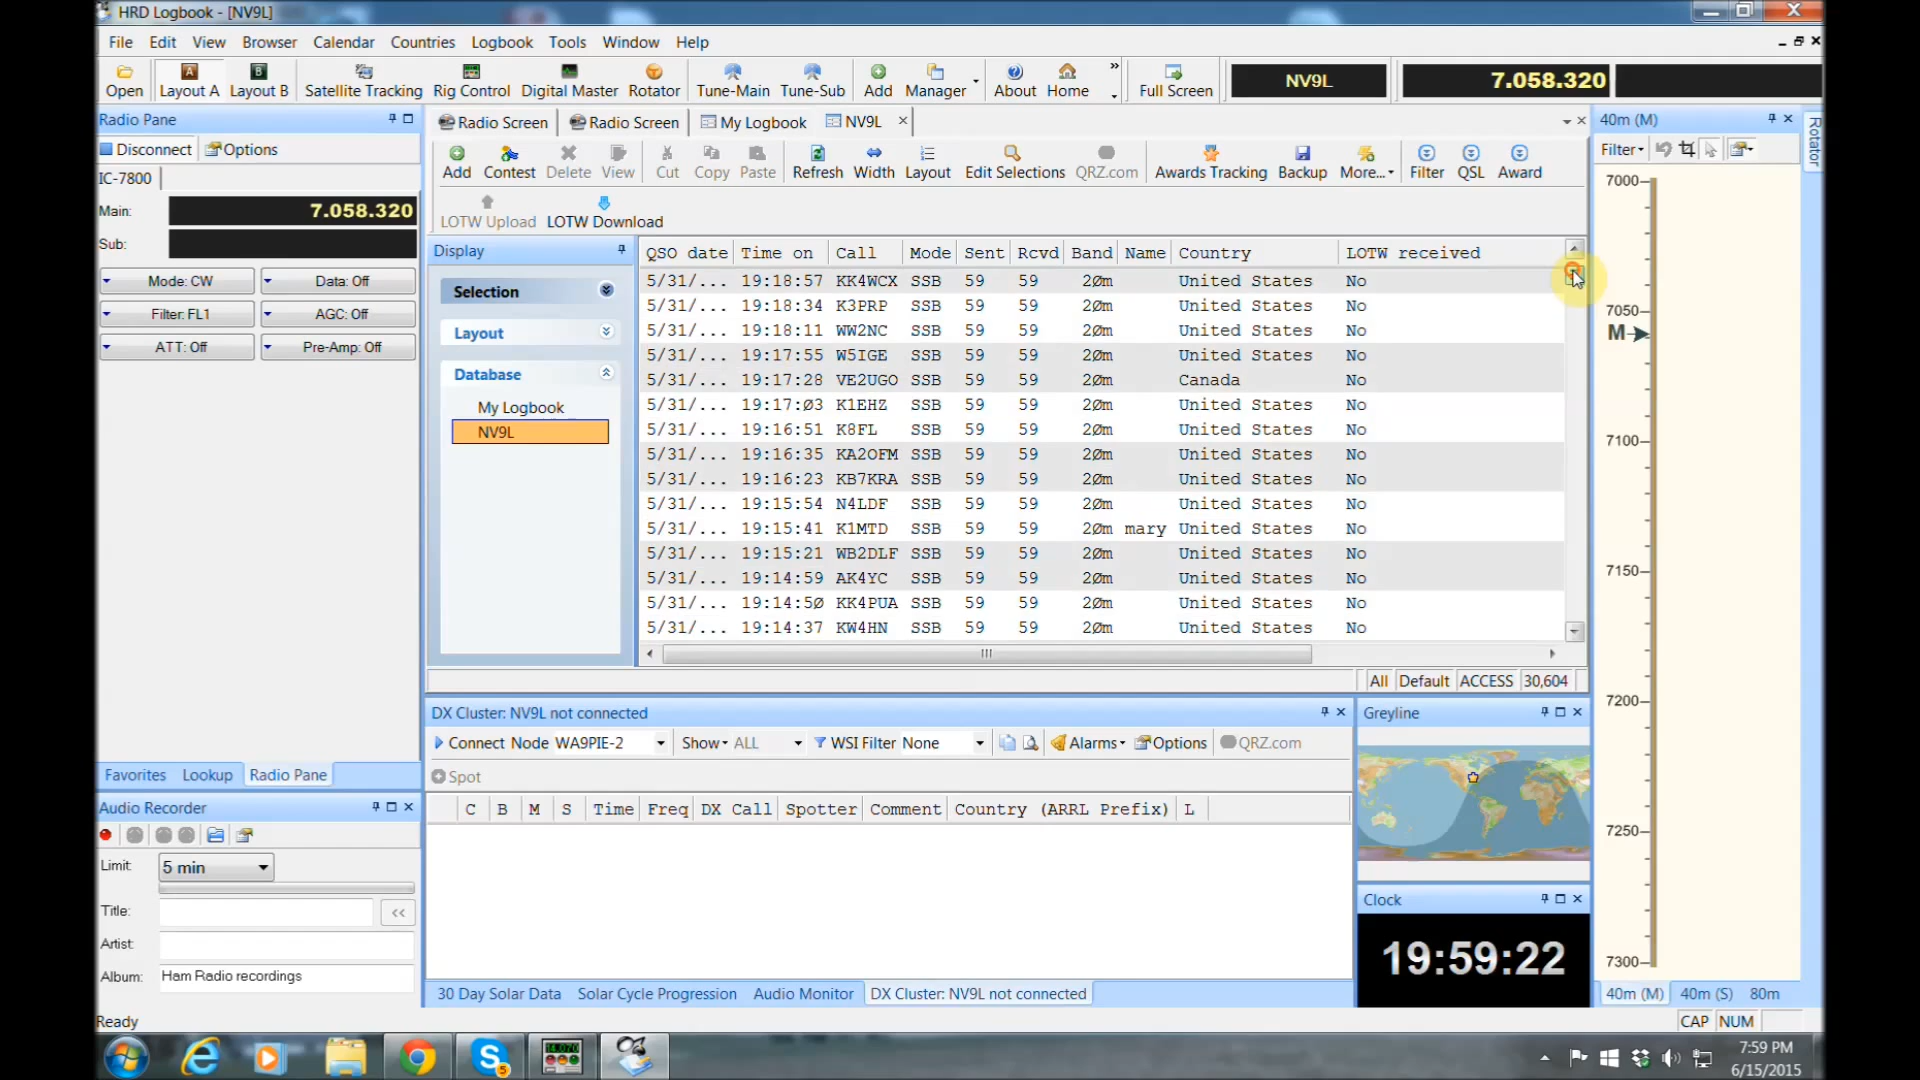 HRD Logbook - [NV9L]
File Edit View Browser Calendar Countries Logbook Tools Window Help
Open Layout A Layout B Satellite Tracking Rig Control Digital Master Rotator Tune-Main Tune-Sub Add Manager About Home Full Screen NV9L 7.058.320
Radio Pane
Radio Screen Radio Screen My Logbook NV9L
40m (M)
Rotator
Disconnect Options
Filter
Add Contest Delete View Cut Copy Paste Refresh Width Layout Edit Selections QRZ.com Awards Tracking Backup More... Filter QSL Award
LOTW Upload LOTW Download
IC-7800
Main: 7.058.320
Sub:
Mode: CW Data: Off
Filter: FL1 AGC: Off
ATT: Off Pre-Amp: Off
Display
Selection
Layout
Database
My Logbook
NV9L
QSO date Time on Call Mode Sent Rcvd Band Name Country LOTW received
5/31/... 19:18:57 KK4WCX SSB 59 59 2Øm United States No
5/31/... 19:18:34 K3PRP SSB 59 59 2Øm United States No
5/31/... 19:18:11 WW2NC SSB 59 59 2Øm United States No
5/31/... 19:17:55 W5IGE SSB 59 59 2Øm United States No
5/31/... 19:17:28 VE2UGO SSB 59 59 2Øm Canada No
5/31/... 19:17:Ø3 K1EHZ SSB 59 59 2Øm United States No
5/31/... 19:16:51 K8FL SSB 59 59 2Øm United States No
5/31/... 19:16:35 KA2OFM SSB 59 59 2Øm United States No
5/31/... 19:16:23 KB7KRA SSB 59 59 2Øm United States No
5/31/... 19:15:54 N4LDF SSB 59 59 2Øm United States No
5/31/... 19:15:41 K1MTD SSB 59 59 2Øm mary United States No
5/31/... 19:15:21 WB2DLF SSB 59 59 2Øm United States No
5/31/... 19:14:59 AK4YC SSB 59 59 2Øm United States No
5/31/... 19:14:5Ø KK4PUA SSB 59 59 2Øm United States No
5/31/... 19:14:37 KW4HN SSB 59 59 2Øm United States No
All Default ACCESS 30,604
7000
7050
M
7100
7150
7200
7250
7300
40m (M) 40m (S) 80m
DX Cluster: NV9L not connected
Connect Node WA9PIE-2 Show ALL WSI Filter None Alarms Options QRZ.com
Spot
C B M S Time Freq DX Call Spotter Comment Country (ARRL Prefix) L
30 Day Solar Data Solar Cycle Progression Audio Monitor DX Cluster: NV9L not connected
Greyline
Clock
19:59:22
Favorites Lookup Radio Pane
Audio Recorder
Limit: 5 min
Title: <<
Artist:
Album: Ham Radio recordings
Ready
CAP NUM
14.070
5
7:59 PM
6/15/2015